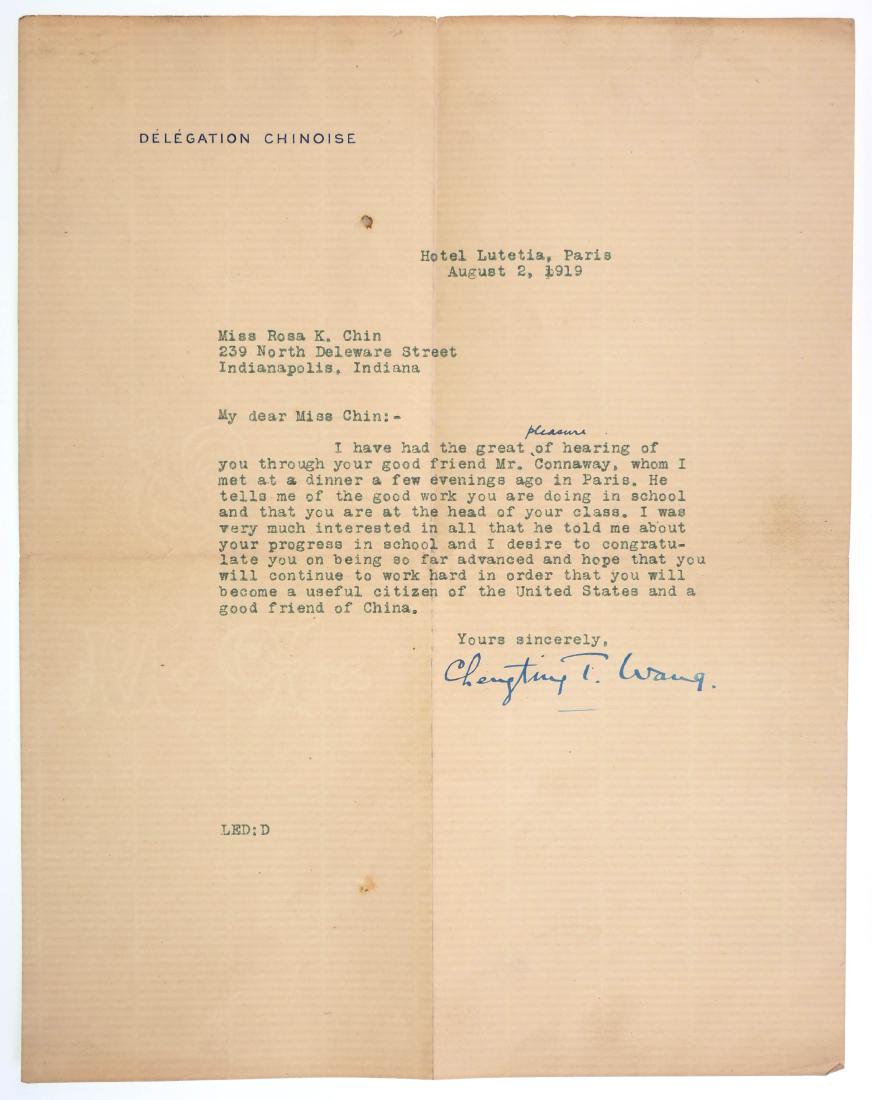 DÉLÉGATION CHINOISE
Hotel Lutetia, Paris
August 2, 1919
Miss Rosa K. Chin
239 North Deleware Street
Indianapolis, Indiana
My dear Miss Chin:-
pleasure
I have had the great of hearing of
you through your good friend Mr. Connaway, whom I
met at a dinner a few evenings ago in Paris. He
tells me of the good work you are doing in school
and that you are at the head of your class. I was
very much interested in all that he told me about
your progress in school and I desire to congratu-
late you on being so far advanced and hope that you
will continue to work hard in order that you will
become a useful citizen of the United States and a
good friend of China.
Yours sincerely,
Chengting T. Wang.
LED:D